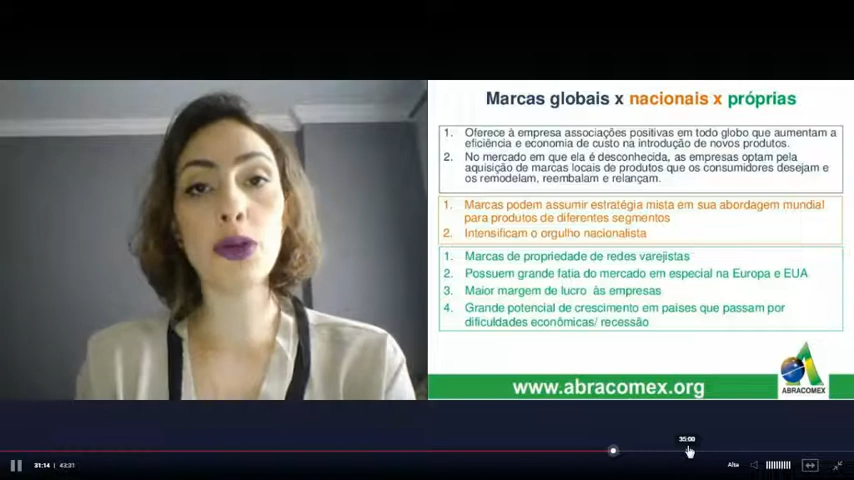 Marcas globais x nacionais x próprias
1. Oferece à empresa associações positivas em todo globo que aumentam a
eficiência e economia de custo na introdução de novos produtos.
2. No mercado em que ela é desconhecida, as empresas optam pela
aquisição de marcas locais de produtos que os consumidores desejam e
os remodelam, reembalam e relançam.
1. Marcas podem assumir estratégia mista em sua abordagem mundial
para produtos de diferentes segmentos
2. Intensificam o orgulho nacionalista
1. Marcas de propriedade de redes varejistas
2. Possuem grande fatia do mercado em especial na Europa e EUA
3. Maior margem de lucro às empresas
4. Grande potencial de crescimento em países que passam por
dificuldades econômicas/ recessão
www.abracomex.org
ABRACOMEX
35:08
31:14 | 43:31
Alta